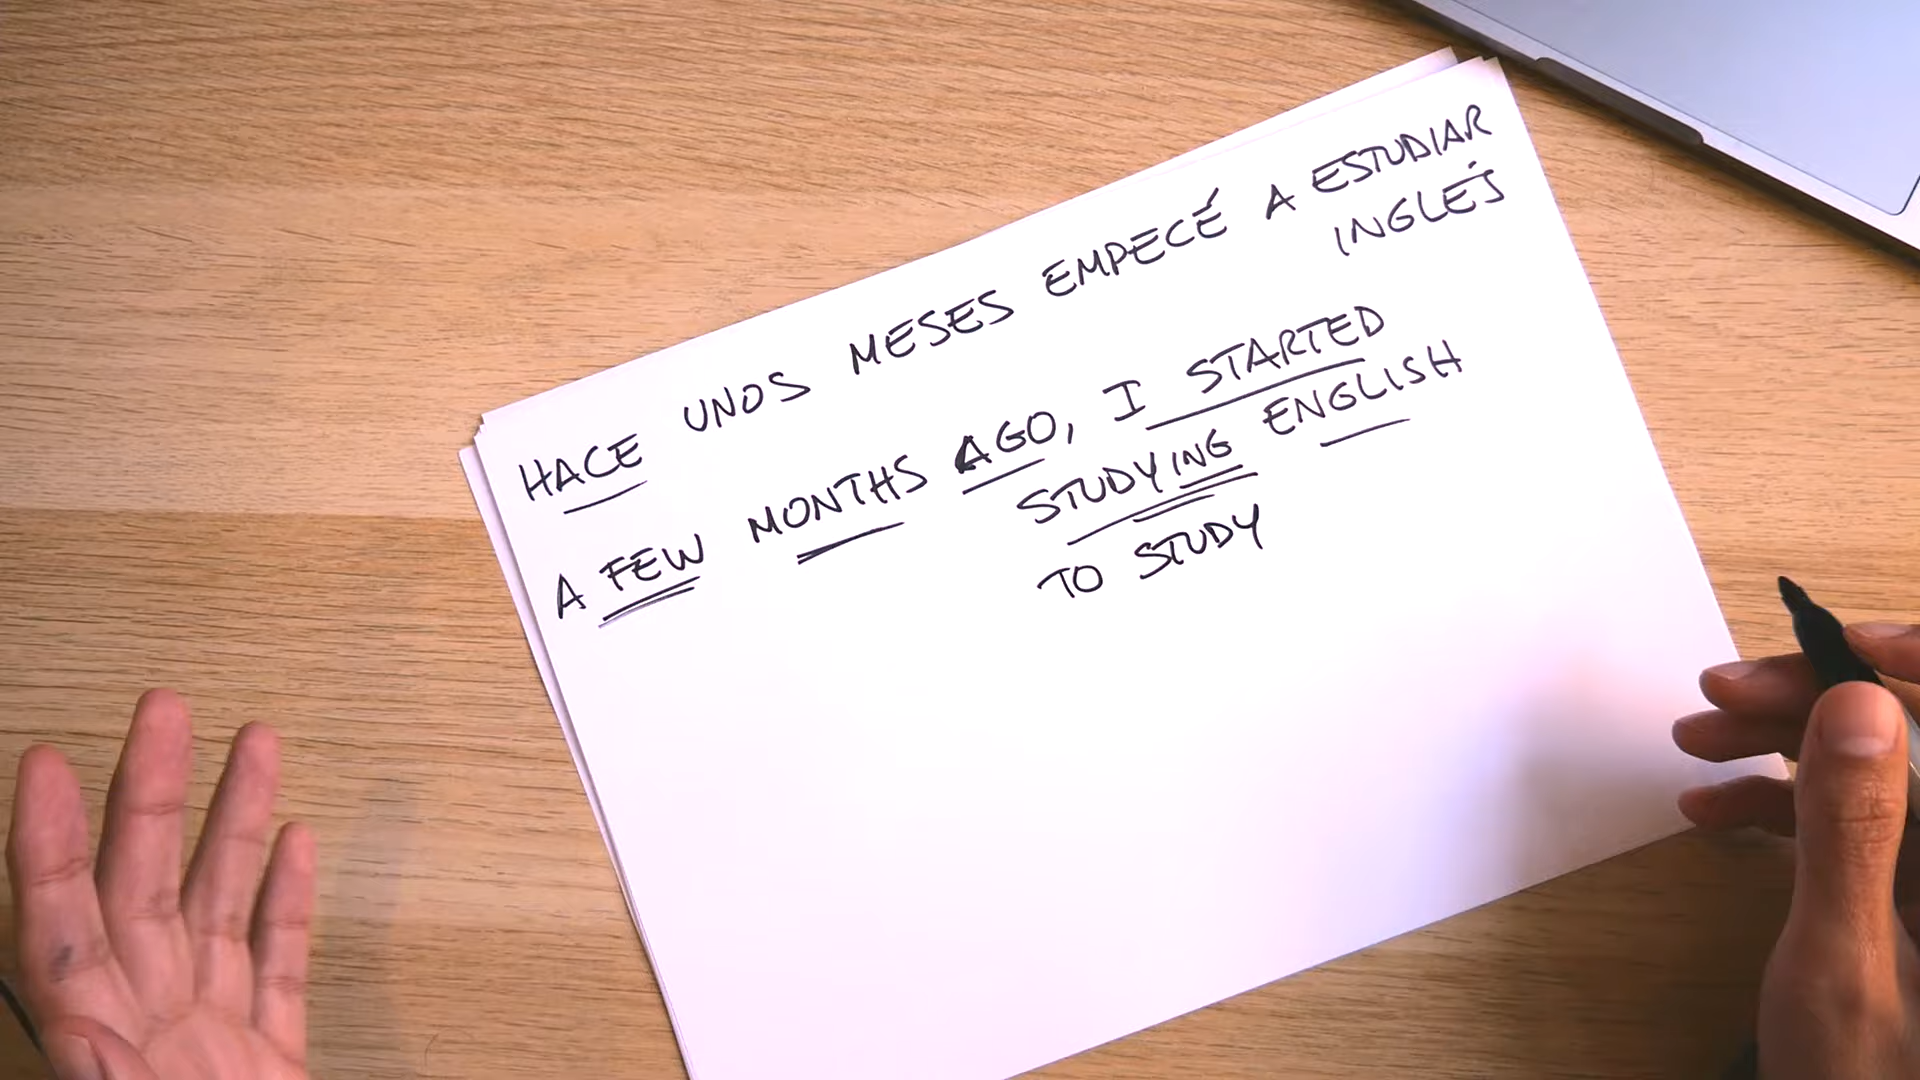 HACE UNOS MESES EMPECÉ A ESTUDIAR
INGLÉS
A FEW MONTHS AGO, I STARTED
STUDYING ENGLISH
TO STUDY